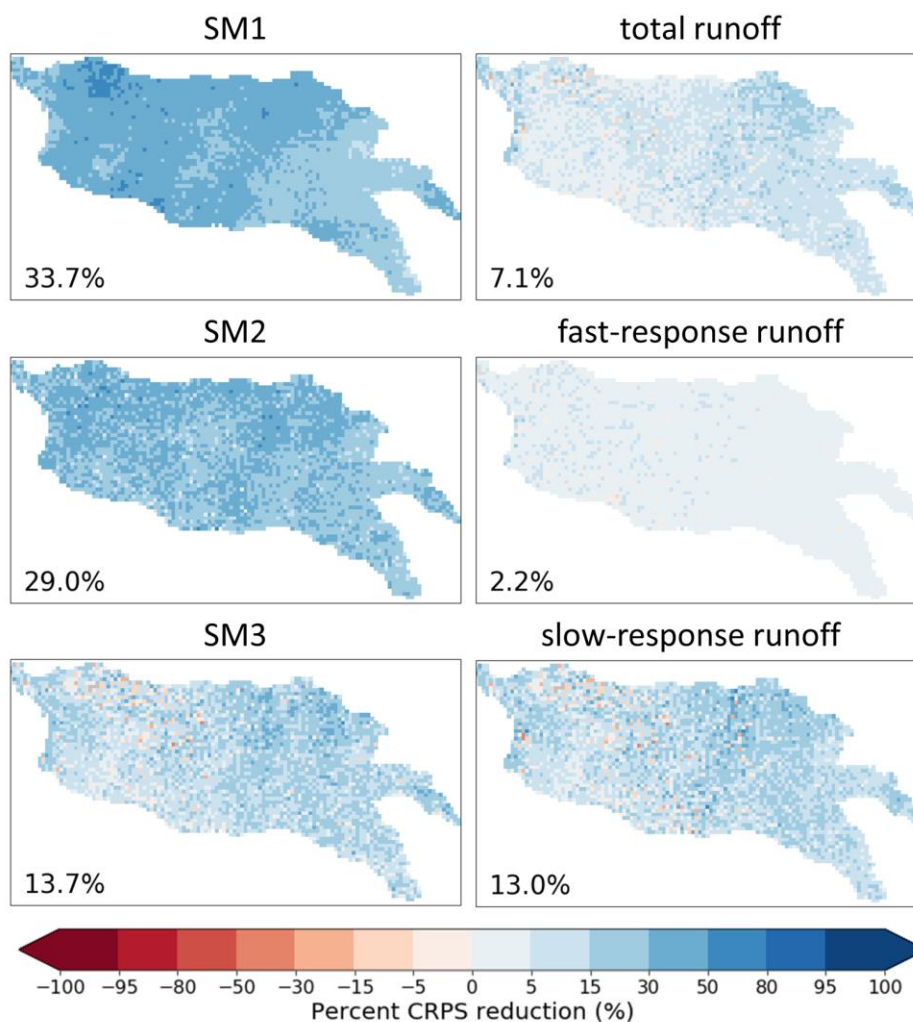 SM1
total runoff
33.7%
7.1%
SM2
fast-response runoff
29.0%
2.2%
SM3
slow-response runoff
13.7%
13.0%
−100 −95 −80 −50 −30 −15 −5 0 5 15 30 50 80 95 100
Percent CRPS reduction (%)